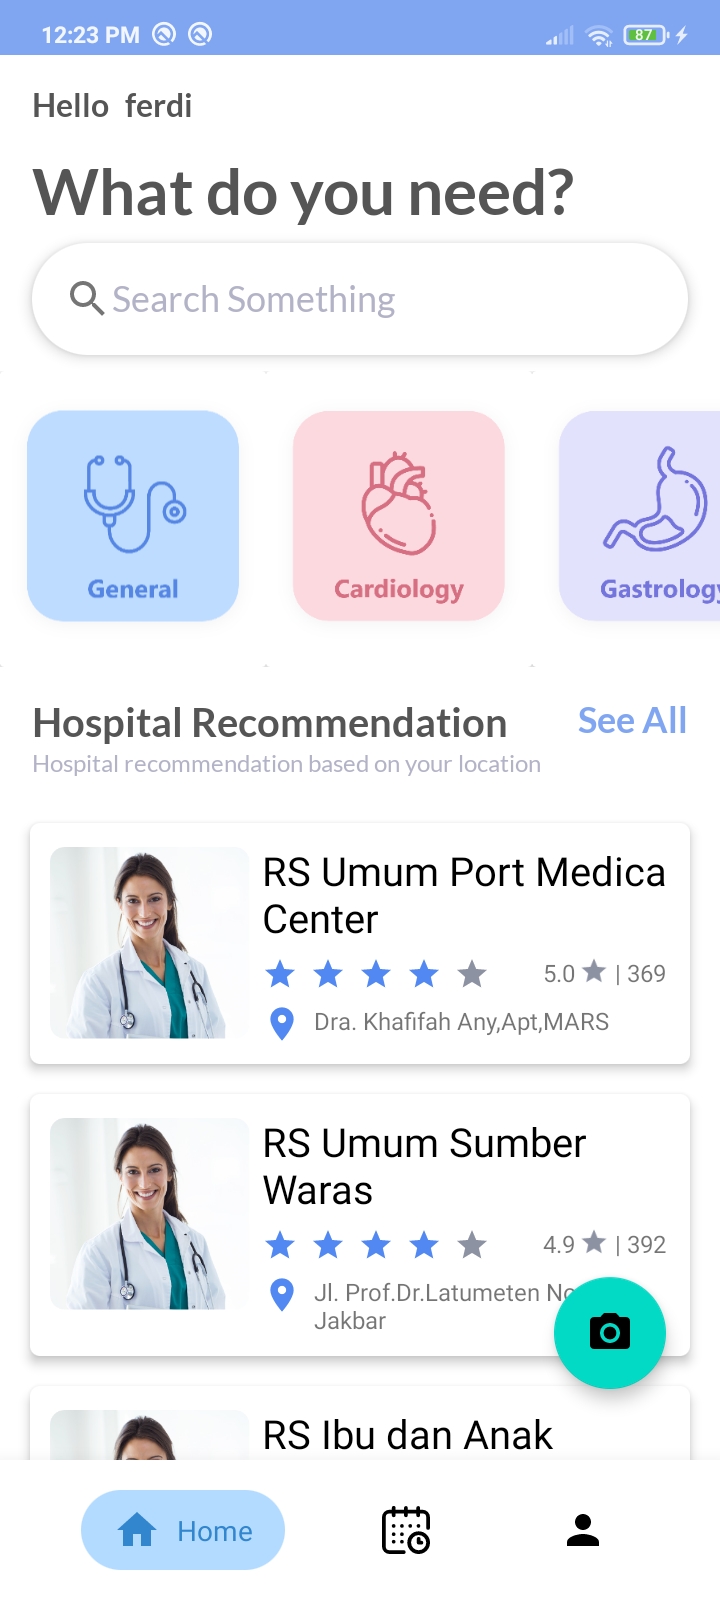 12:23 PM
87
Hello ferdi
What do you need?
Search Something
General
Cardiology
Gastrology
Hospital Recommendation
See All
Hospital recommendation based on your location
RS Umum Port Medica
Center
5.0 | 369
Dra. Khafifah Any,Apt,MARS
RS Umum Sumber
Waras
4.9 | 392
Jl. Prof.Dr.Latumeten No
Jakbar
RS Ibu dan Anak
Home